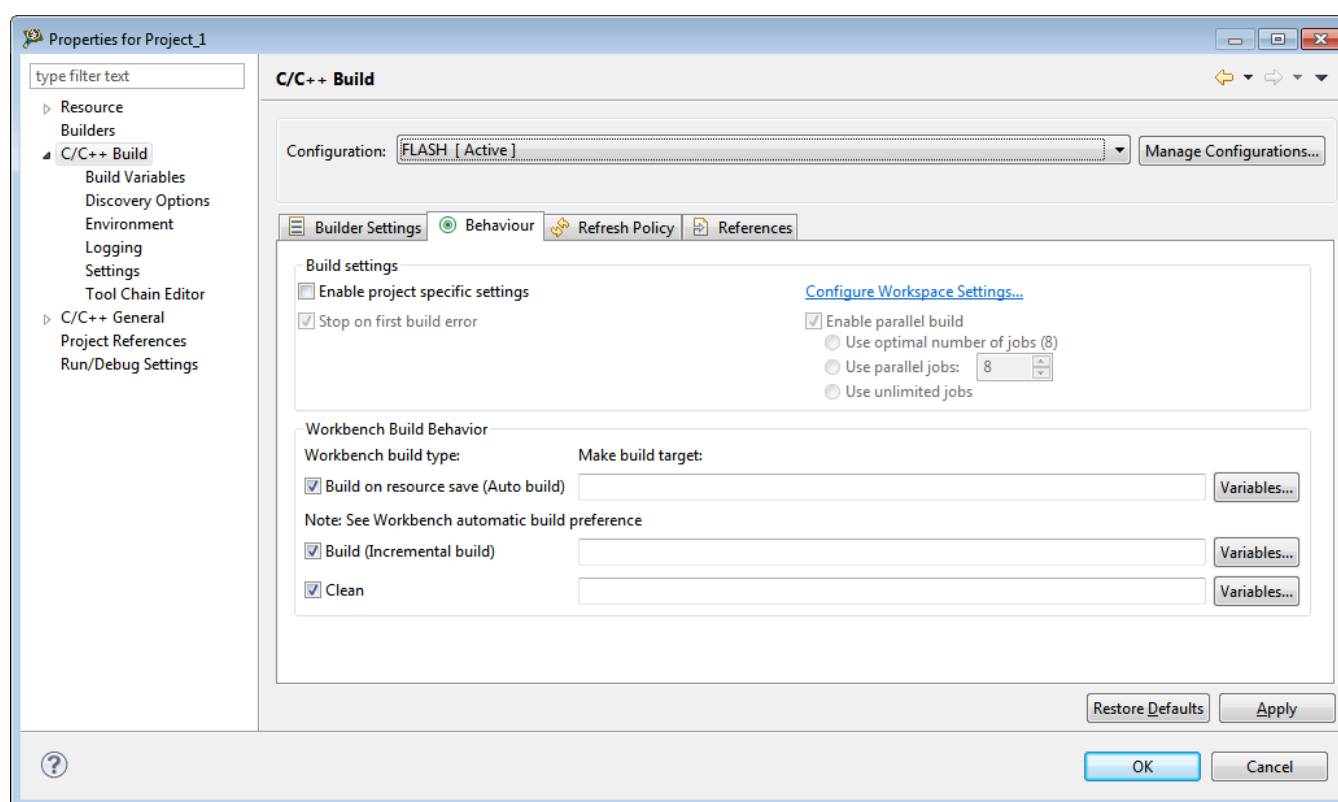 Properties for Project_1
type filter text
C/C++ Build
Resource
Builders
C/C++ Build
Build Variables
Discovery Options
Environment
Logging
Settings
Tool Chain Editor
C/C++ General
Project References
Run/Debug Settings
Configuration: FLASH [ Active ] Manage Configurations...
Builder Settings Behaviour Refresh Policy References
Build settings
Enable project specific settings Configure Workspace Settings...
Stop on first build error Enable parallel build
Use optimal number of jobs (8)
Use parallel jobs: 8
Use unlimited jobs
Workbench Build Behavior
Workbench build type: Make build target:
Build on resource save (Auto build) Variables...
Note: See Workbench automatic build preference
Build (Incremental build) Variables...
Clean Variables...
Restore Defaults Apply
? OK Cancel